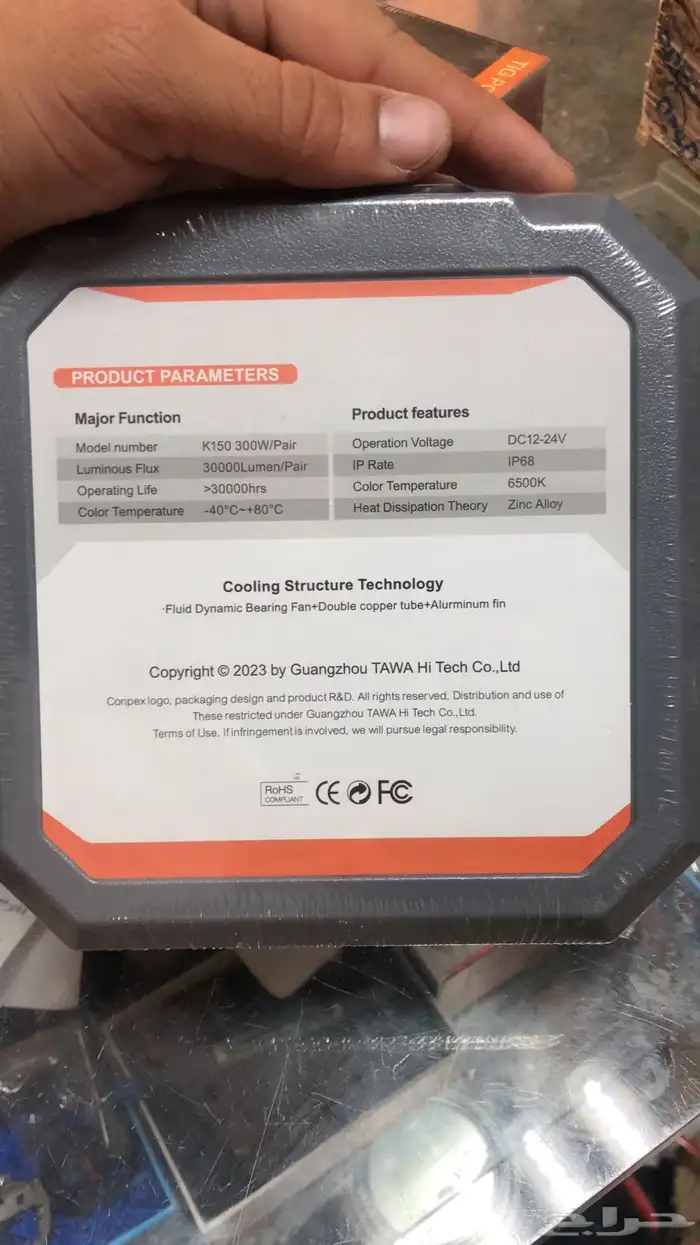 TIG PO
PRODUCT PARAMETERS
Major Function
Model number K150 300W/Pair
Luminous Flux 30000Lumen/Pair
Operating Life >30000hrs
Color Temperature -40°C~+80°C
Product features
Operation Voltage DC12-24V
IP Rate IP68
Color Temperature 6500K
Heat Dissipation Theory Zinc Alloy
Cooling Structure Technology
·Fluid Dynamic Bearing Fan+Double copper tube+Alurminum fin
Copyright © 2023 by Guangzhou TAWA Hi Tech Co.,Ltd
Conpex logo, packaging design and product R&D. All rights reserved. Distribution and use of
These restricted under Guangzhou TAWA Hi Tech Co.,Ltd.
Terms of Use. If infringement is involved, we will pursue legal responsibility.
RoHS
COMPLIANT
CE FC
حراج